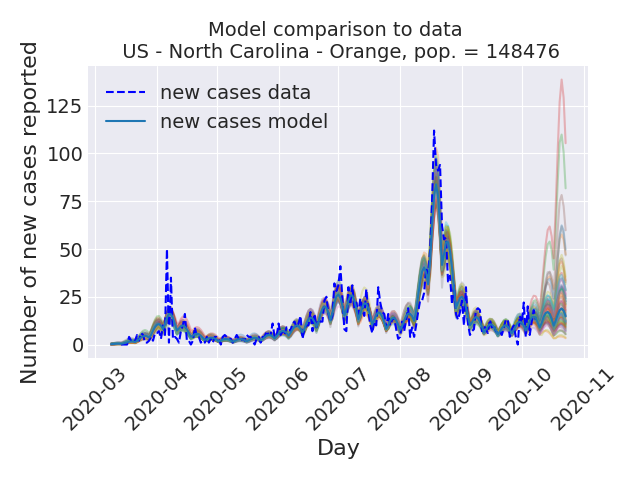 Model comparison to data
US - North Carolina - Orange, pop. = 148476
Number of new cases reported
new cases data
new cases model
125
100
75
50
25
0
2020-03
2020-04
2020-05
2020-06
2020-07
2020-08
2020-09
2020-10
2020-11
Day